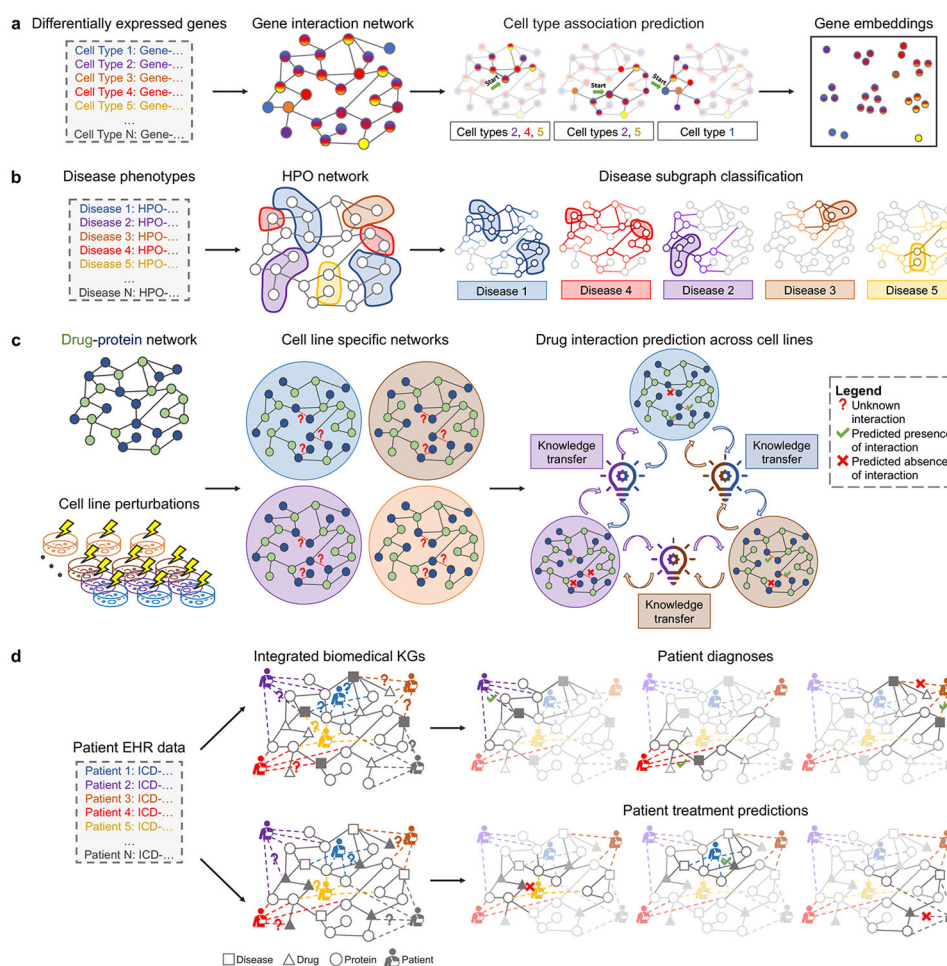 a
Differentially expressed genes
Gene interaction network
Cell type association prediction
Gene embeddings
Cell Type 1: Gene-...
Cell Type 2: Gene-...
Cell Type 3: Gene-...
Cell Type 4: Gene-...
Cell Type 5: Gene-...
...
Cell Type N: Gene-...
Start
Start
Start
Cell types 2, 4, 5
Cell types 2, 5
Cell type 1
b
Disease phenotypes
HPO network
Disease subgraph classification
Disease 1: HPO-...
Disease 2: HPO-...
Disease 3: HPO-...
Disease 4: HPO-...
Disease 5: HPO-...
...
Disease N: HPO-...
Disease 1
Disease 4
Disease 2
Disease 3
Disease 5
c
Drug-protein network
Cell line specific networks
Drug interaction prediction across cell lines
Cell line perturbations
? ? ?
? ? ?
? ? ?
? ? ?
Knowledge
transfer
Knowledge
transfer
Knowledge
transfer
Legend
? Unknown
interaction
Predicted presence
of interaction
Predicted absence
of interaction
d
Integrated biomedical KGs
Patient diagnoses
Patient EHR data
Patient 1: ICD-...
Patient 2: ICD-...
Patient 3: ICD-...
Patient 4: ICD-...
Patient 5: ICD-...
...
Patient N: ICD-...
? ? ? ? ? ?
Patient treatment predictions
? ? ? ? ? ?
Disease
Drug
Protein
Patient